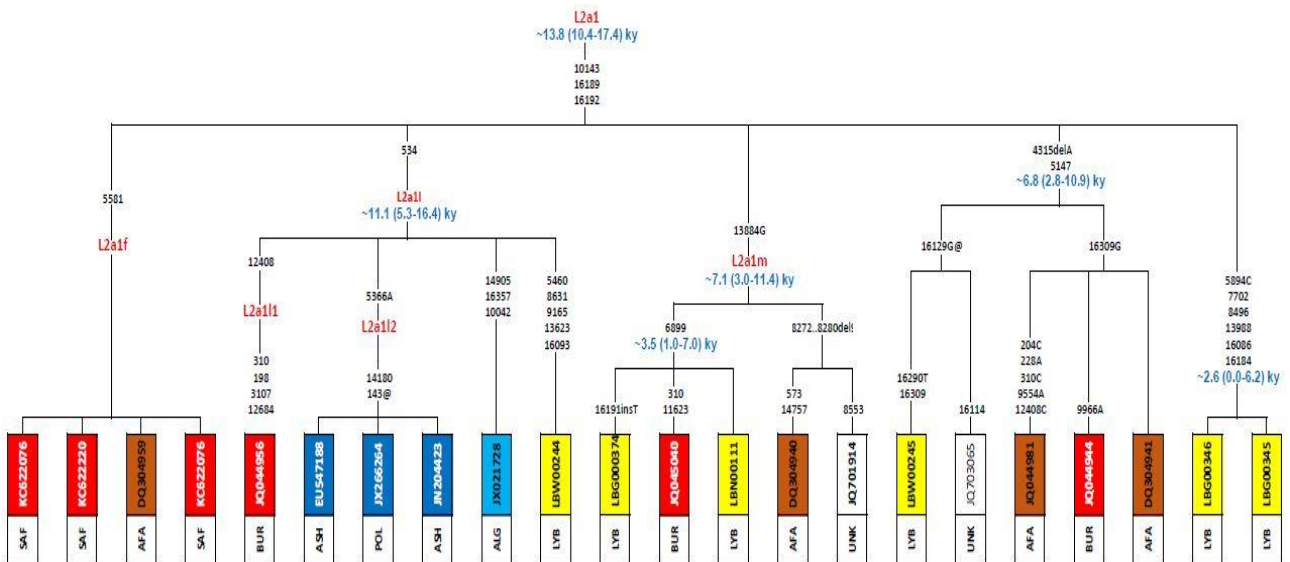 L2a1
~13.8 (10.4-17.4) ky
10143
16189
16192
5581
L2a1f
534
L2a1l
~11.1 (5.3-16.4) ky
12408
L2a1l1
310
198
3107
12684
5366A
L2a1l2
14180
143@
14905
16357
10042
5460
8631
9165
13623
16093
13884G
L2a1m
~7.1 (3.0-11.4) ky
6899
~3.5 (1.0-7.0) ky
16191insT
310
11623
8272..8280del9
573
14757
8553
4315delA
5147
~6.8 (2.8-10.9) ky
16129G@
16290T
16309
16114
16309G
204C
228A
310C
9554A
12408C
9966A
5894C
7702
8496
13988
16086
16184
~2.6 (0.0-6.2) ky
KC622076
KC622220
DQ304959
KC622076
JQ044956
EU547188
JX266264
JN204423
JX021728
LBW00244
LBG000374
JQ045040
LBN00111
DQ304940
JQ701914
LBW00245
JQ703065
JQ044981
JQ044944
DQ304941
LBG00346
LBG00345
SAF
SAF
AFA
SAF
BUR
ASH
POL
ASH
ALG
LYB
LYB
BUR
LYB
AFA
UNK
LYB
UNK
AFA
BUR
AFA
LYB
LYB